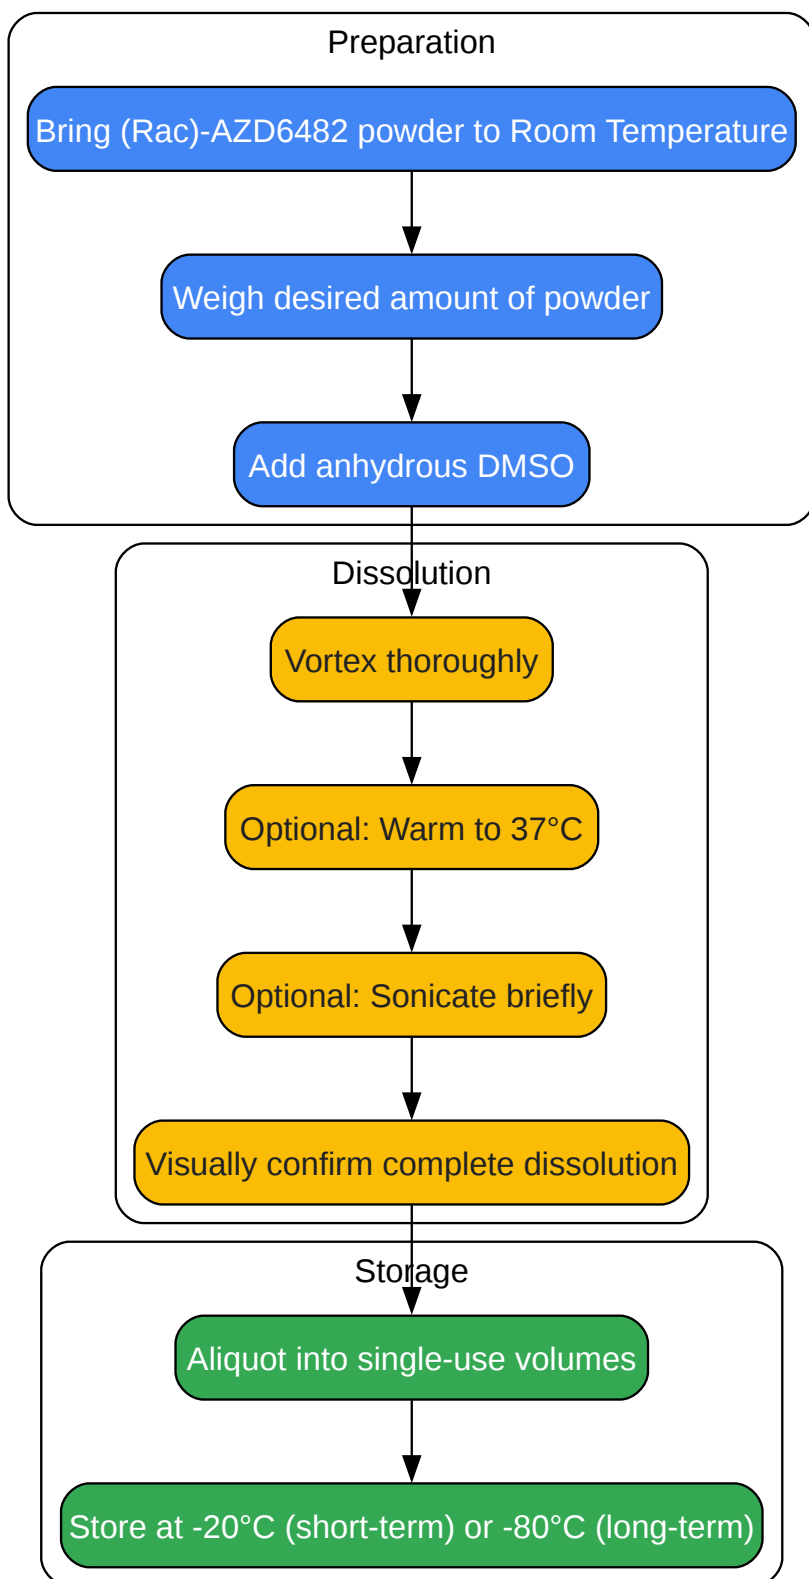 Preparation
Bring (Rac)-AZD6482 powder to Room Temperature
Weigh desired amount of powder
Add anhydrous DMSO
Dissolution
Vortex thoroughly
Optional: Warm to 37°C
Optional: Sonicate briefly
Visually confirm complete dissolution
Storage
Aliquot into single-use volumes
Store at -20°C (short-term) or -80°C (long-term)